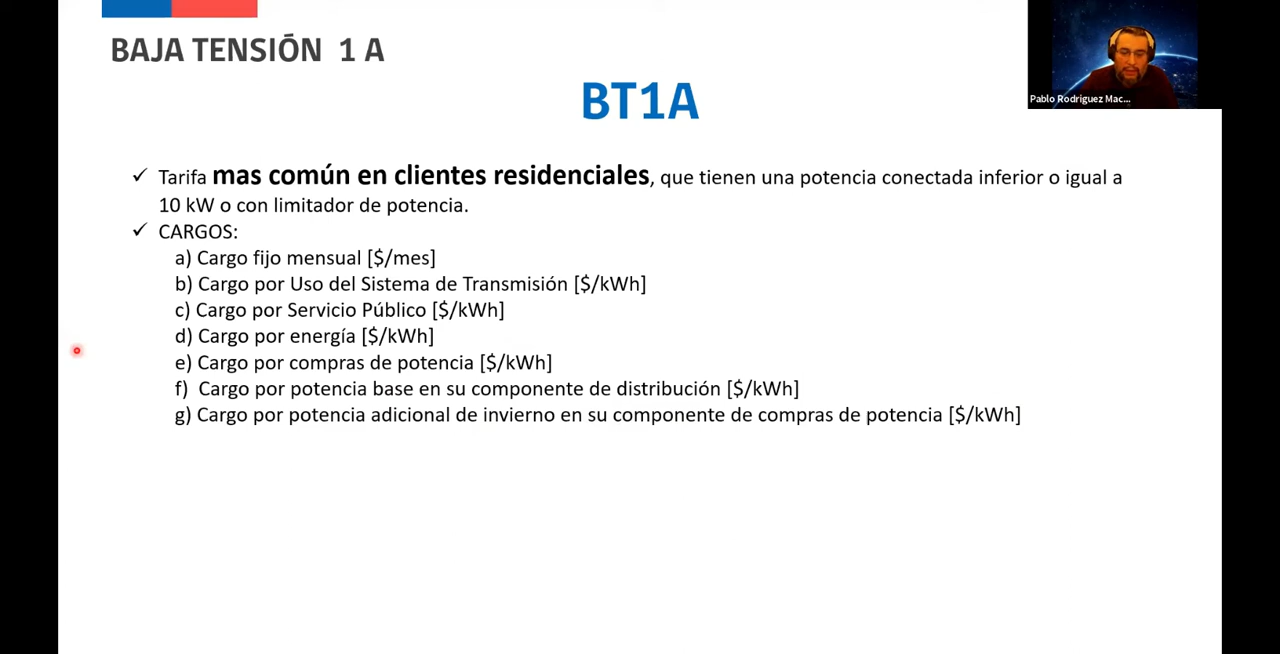 BAJA TENSIÓN 1 A
BT1A
Pablo Rodriguez Mac...
✓ Tarifa mas común en clientes residenciales, que tienen una potencia conectada inferior o igual a
10 kW o con limitador de potencia.
✓ CARGOS:
a) Cargo fijo mensual [$/mes]
b) Cargo por Uso del Sistema de Transmisión [$/kWh]
c) Cargo por Servicio Público [$/kWh]
d) Cargo por energía [$/kWh]
e) Cargo por compras de potencia [$/kWh]
f) Cargo por potencia base en su componente de distribución [$/kWh]
g) Cargo por potencia adicional de invierno en su componente de compras de potencia [$/kWh]